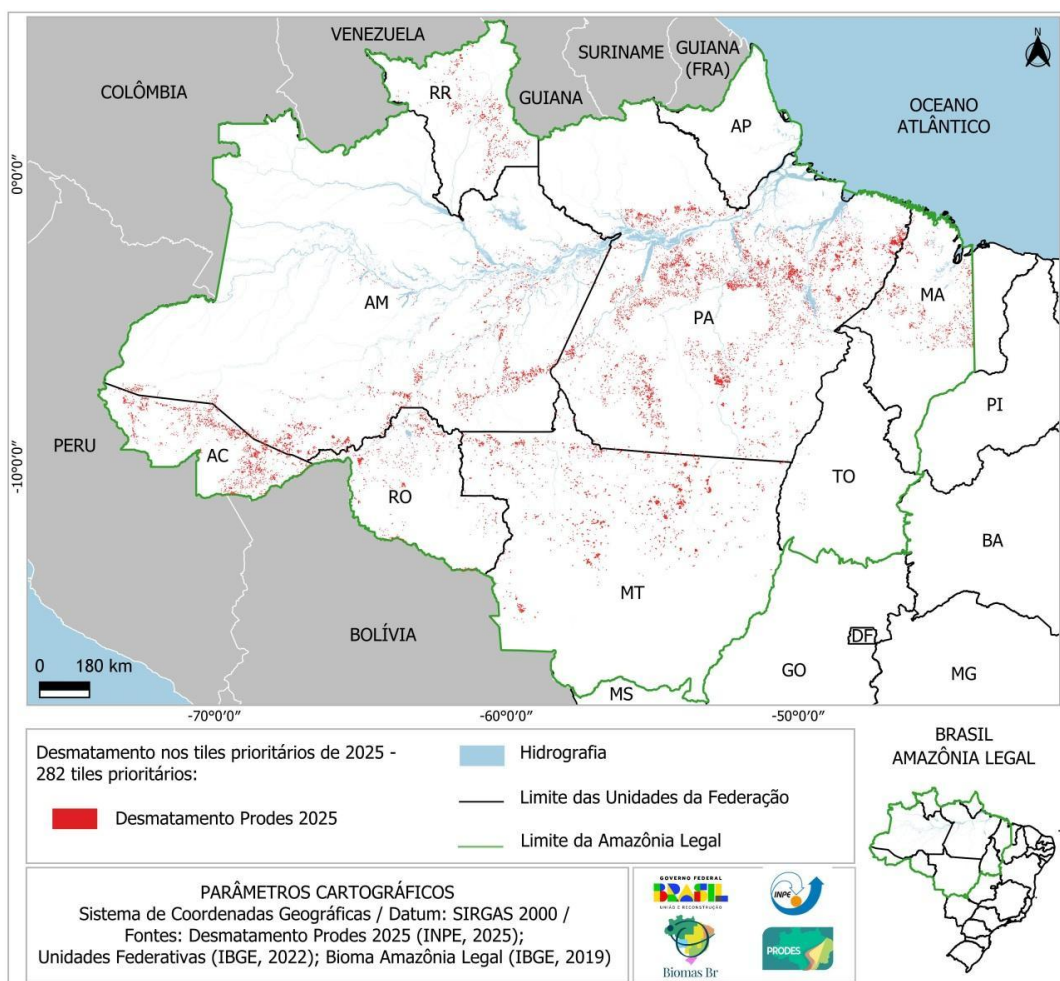 VENEZUELA
SURINAME
GUIANA
(FRA)
COLÔMBIA
RR
GUIANA
AP
OCEANO
ATLÂNTICO
0°0'0"
AM
PA
MA
PI
PERU
AC
-10°0'0"
RO
TO
BA
MT
BOLÍVIA
DF
GO
MG
MS
0 180 km
-70°0'0" -60°0'0" -50°0'0"
Desmatamento nos tiles prioritários de 2025 -
282 tiles prioritários:
Desmatamento Prodes 2025
Hidrografia
Limite das Unidades da Federação
Limite da Amazônia Legal
BRASIL
AMAZÔNIA LEGAL
PARÂMETROS CARTOGRÁFICOS
Sistema de Coordenadas Geográficas / Datum: SIRGAS 2000 /
Fontes: Desmatamento Prodes 2025 (INPE, 2025);
Unidades Federativas (IBGE, 2022); Bioma Amazônia Legal (IBGE, 2019)
GOVERNO FEDERAL
BRASIL
UNIÃO E RECONSTRUÇÃO
INPE
Biomas Br
PRODES